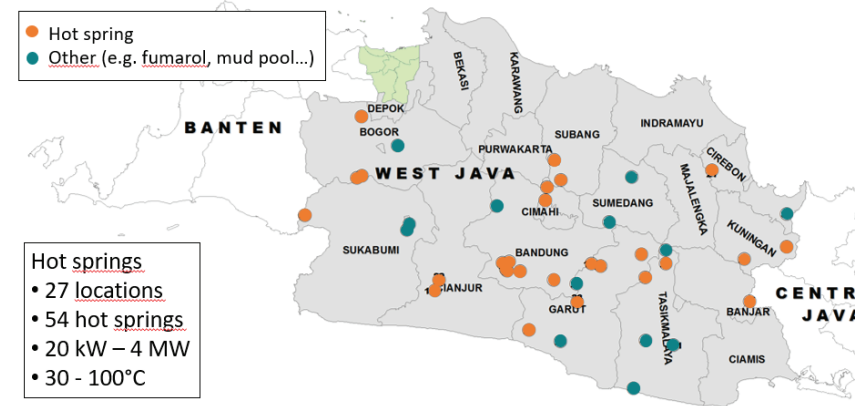 Hot spring
Other (e.g. fumarol, mud pool...)
BEKASI
KARAWANG
DEPOK
BANTEN
BOGOR
PURWAKARTA
SUBANG
INDRAMAYU
CIREBON
WEST JAVA
MAJALENGKA
CIMAHI
SUMEDANG
KUNINGAN
SUKABUMI
BANDUNG
CIANJUR
GARUT
TASIKMALAYA
BANJAR
CENTR
JAVA
CIAMIS
Hot springs
• 27 locations
• 54 hot springs
• 20 kW – 4 MW
• 30 - 100°C